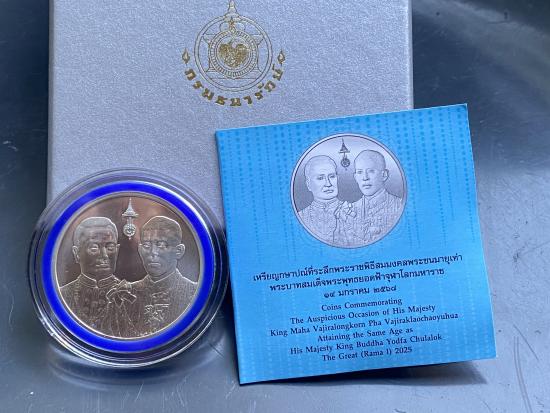 กรมธนารักษ์
เหรียญกษาปณ์ที่ระลึกพระราชพิธีสมมงคลพระชนมายุเท่า
พระบาทสมเด็จพระพุทธยอดฟ้าจุฬาโลกมหาราช
๑๔ มกราคม ๒๕๖๘
Coins Commemorating
The Auspicious Occasion of His Majesty
King Maha Vajiralongkorn Pha Vajiraklaochaoyuhua
Attaining the Same Age as
His Majesty King Buddha Yodfa Chulalok
The Great (Rama I) 2025